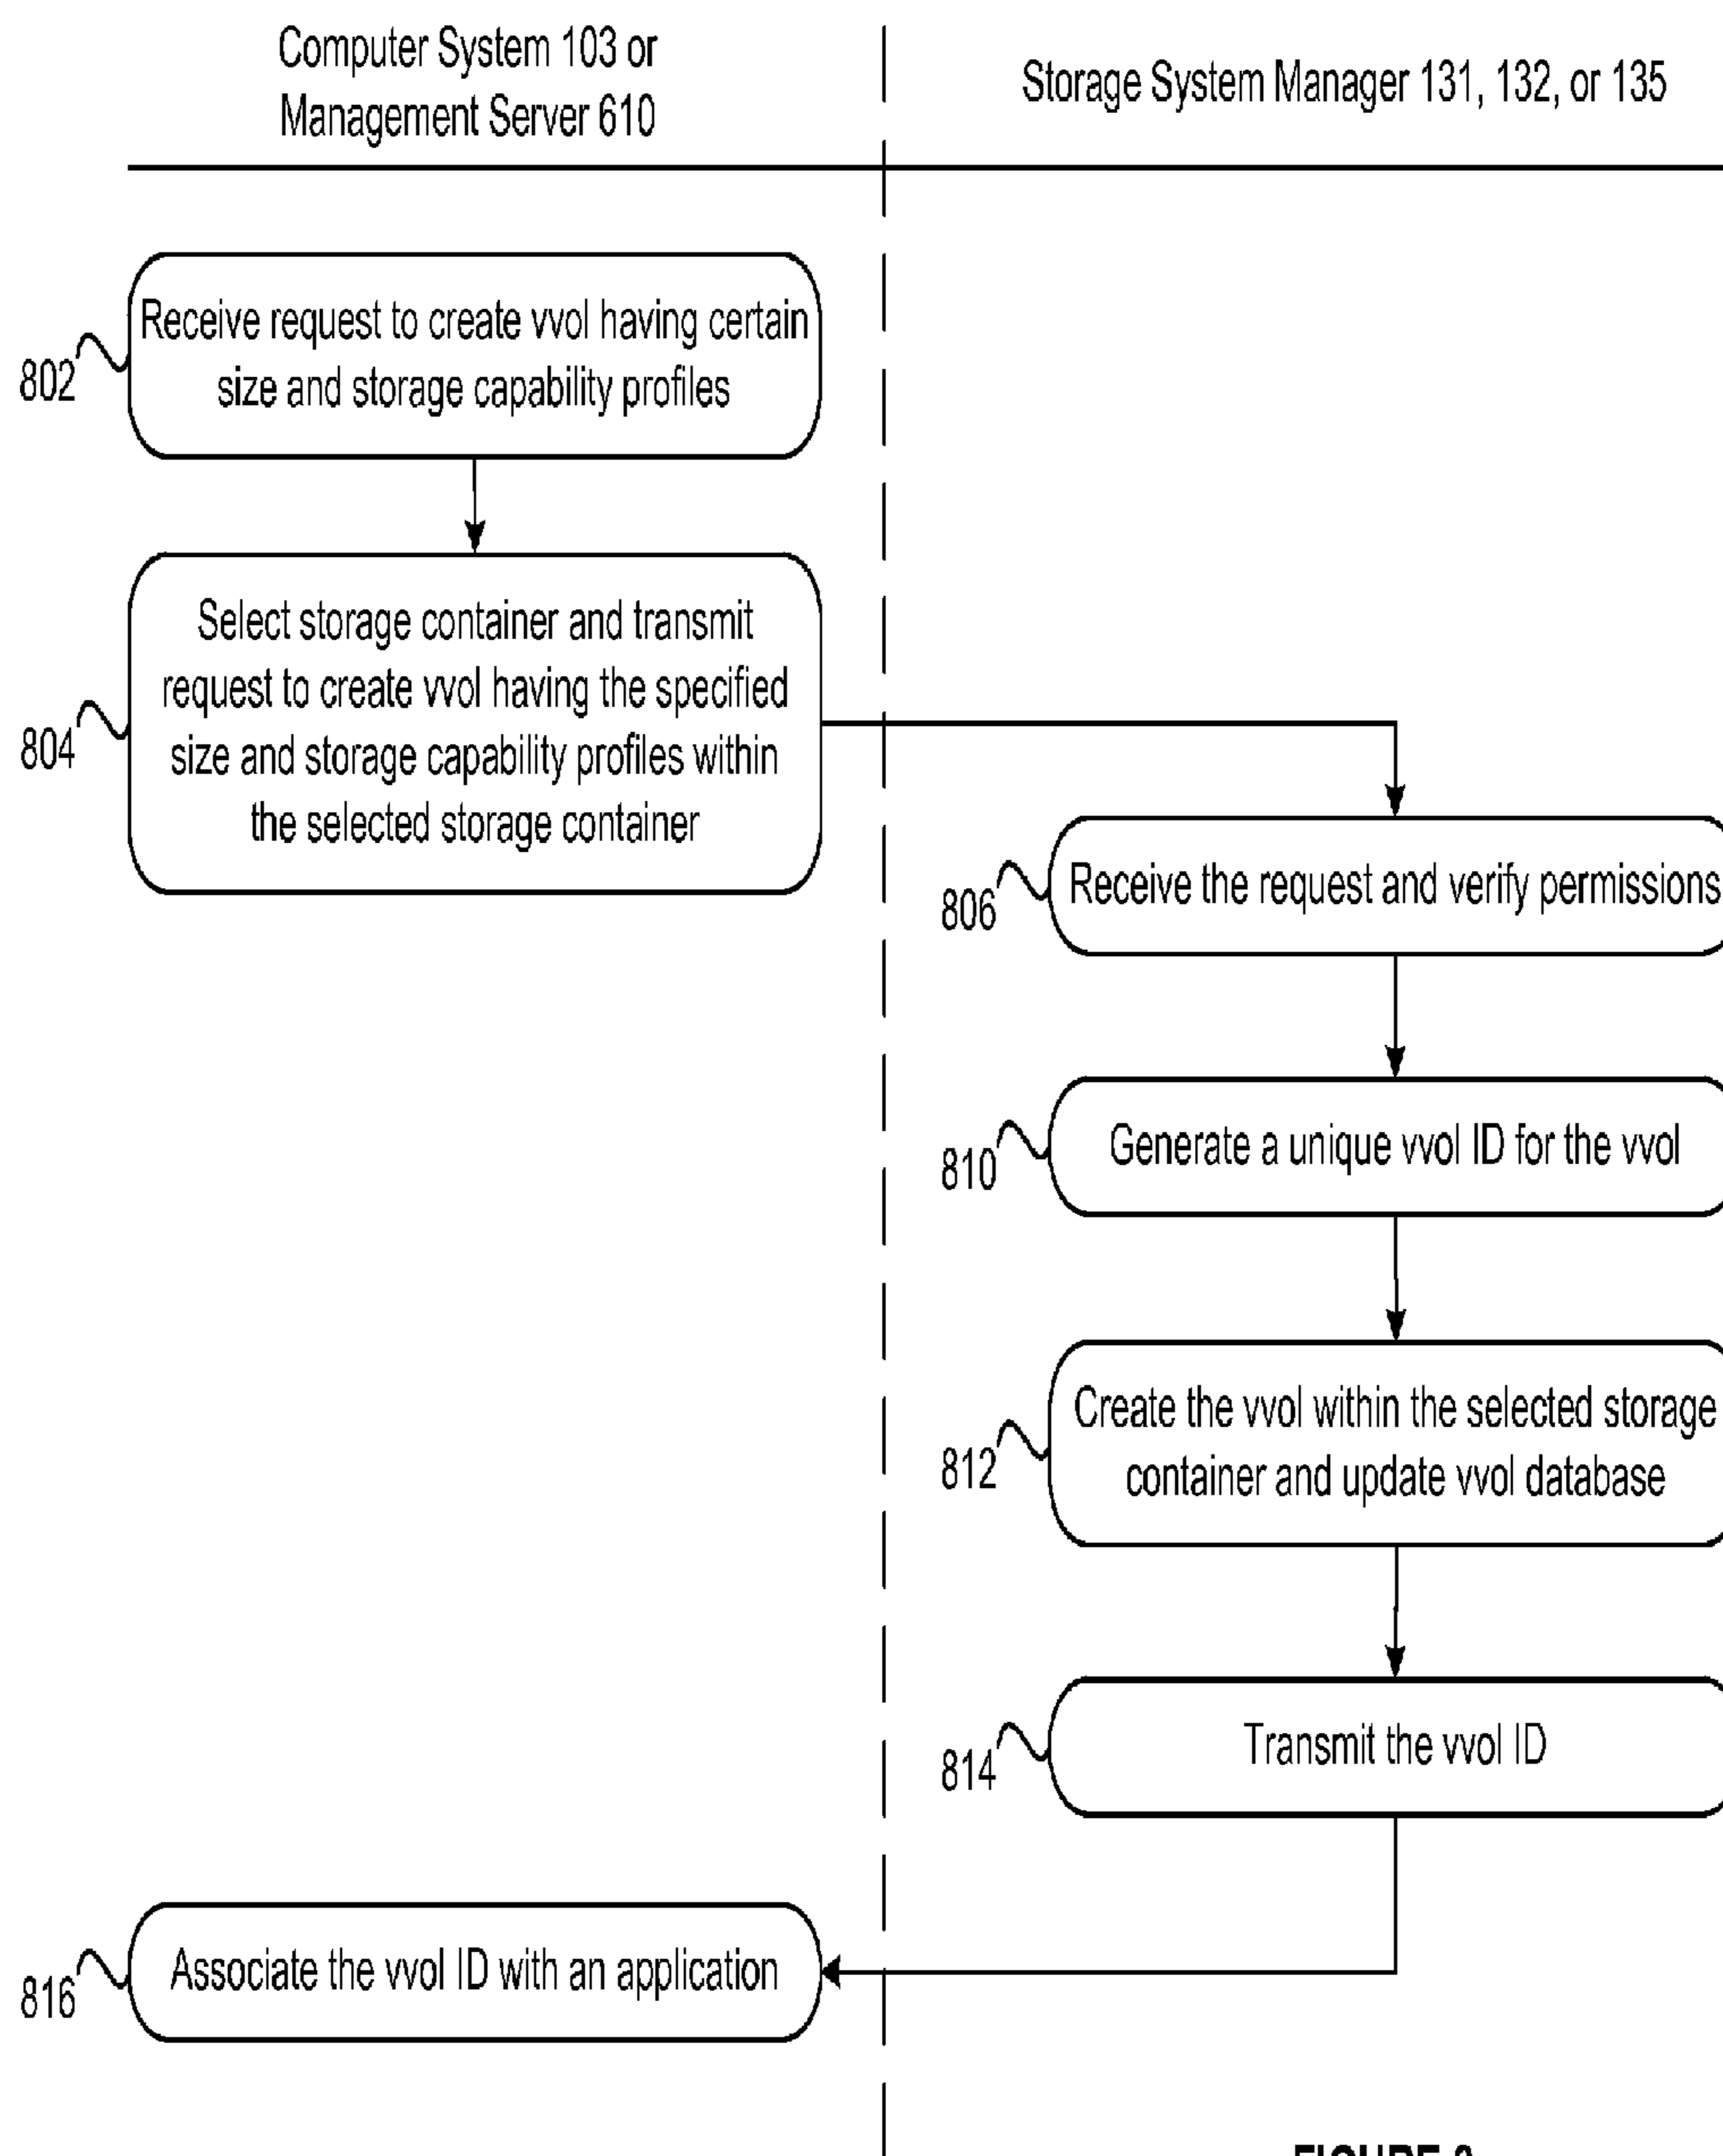 Computer System 103 or
Management Server 610
Storage System Manager 131, 132, or 135
802
Receive request to create vvol having certain
size and storage capability profiles
804
Select storage container and transmit
request to create vvol having the specified
size and storage capability profiles within
the selected storage container
806
Receive the request and verify permissions
810
Generate a unique vvol ID for the vvol
812
Create the vvol within the selected storage
container and update vvol database
814
Transmit the vvol ID
816
Associate the vvol ID with an application
FIGURE